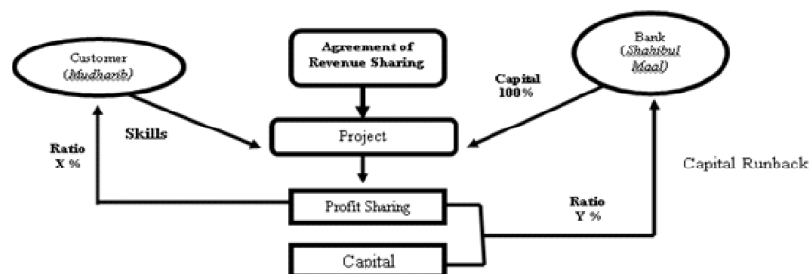 Agreement of
Revenue Sharing
Customer
(Mudharib)
Bank
(Shahibul
Maal)
Capital
100%
Skills
Project
Ratio
X %
Capital Runback
Profit Sharing
Ratio
Y %
Capital